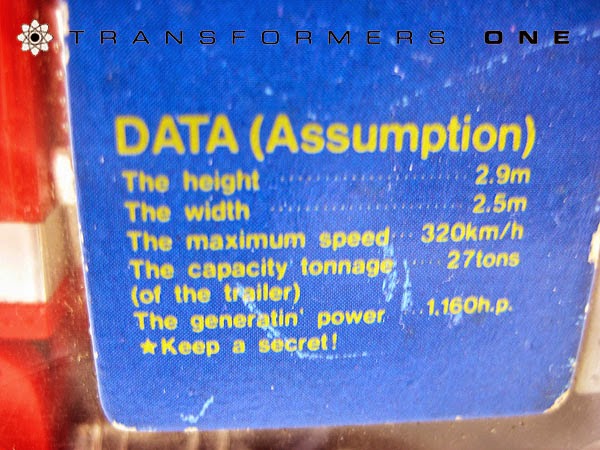 TRANSFORMERS ONE
DATA (Assumption)
The height ........................ 2.9m
The width ........................ 2.5m
The maximum speed ... 320km/h
The capacity tonnage ... 27tons
(of the trailer)
The generatin' power ... 1,160h.p.
★Keep a secret!